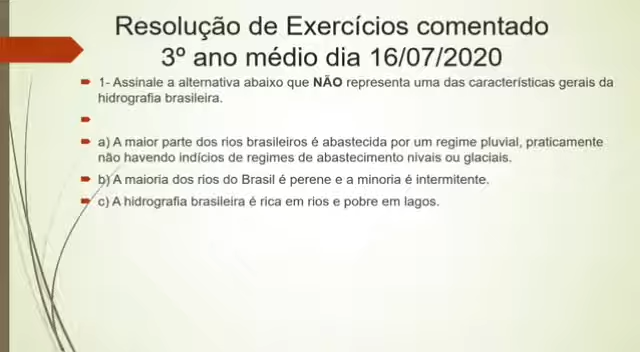 Resolução de Exercícios comentado
3º ano médio dia 16/07/2020
1- Assinale a alternativa abaixo que NÃO representa uma das características gerais da
hidrografia brasileira.
a) A maior parte dos rios brasileiros é abastecida por um regime pluvial, praticamente
não havendo indícios de regimes de abastecimento nivais ou glaciais.
b) A maioria dos rios do Brasil é perene e a minoria é intermitente.
c) A hidrografia brasileira é rica em rios e pobre em lagos.